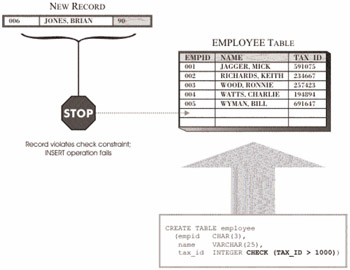 NEW RECORD
006 JONES, BRIAN 90-
EMPLOYEE TABLE
EMPID NAME TAX_ID
001 JAGGER, MICK 591075
002 RICHARDS, KEITH 234667
003 WOOD, RONNIE 257423
004 WATTS, CHARLIE 194894
005 WYMAN, BILL 691647
STOP
Record violates check constraint;
INSERT operation fails
CREATE TABLE employee
(empid CHAR(3),
name VARCHAR(25),
tax_id INTEGER CHECK (TAX_ID > 1000))